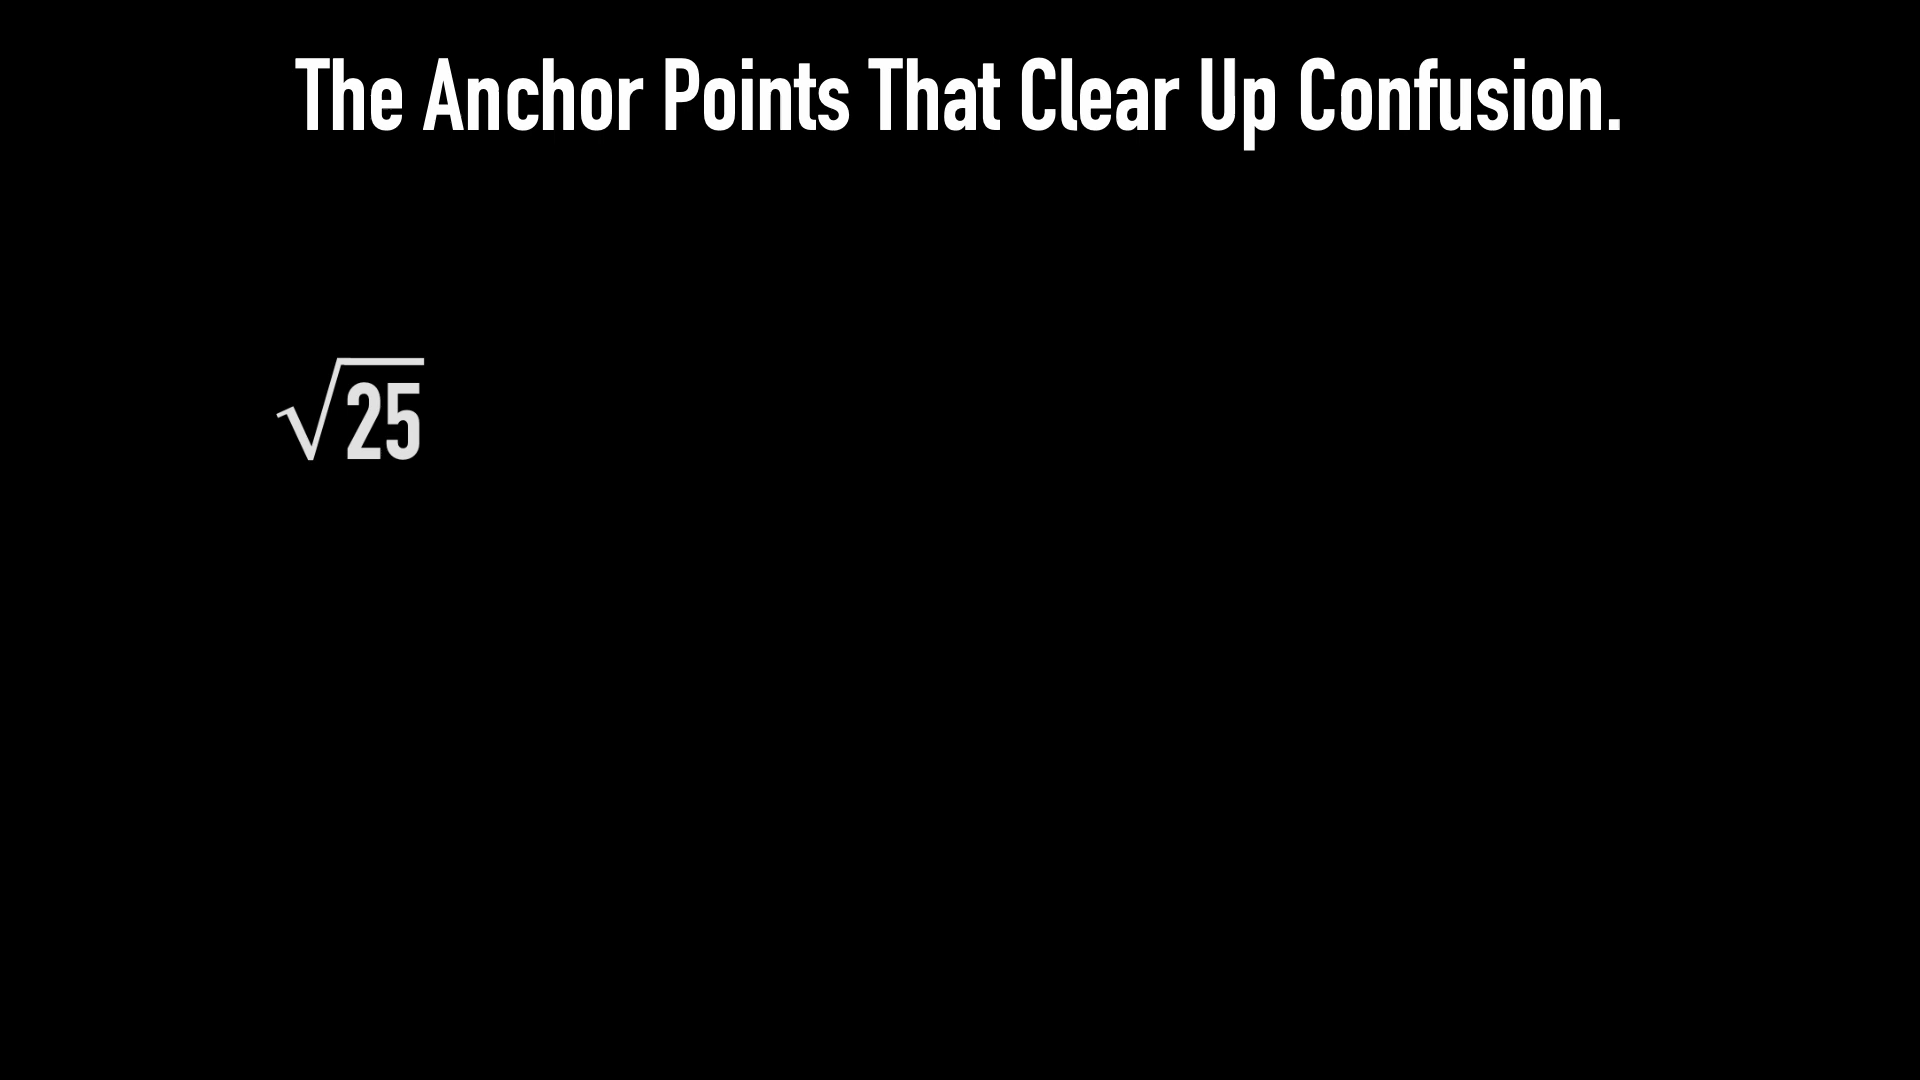 The Anchor Points That Clear Up Confusion.
√25